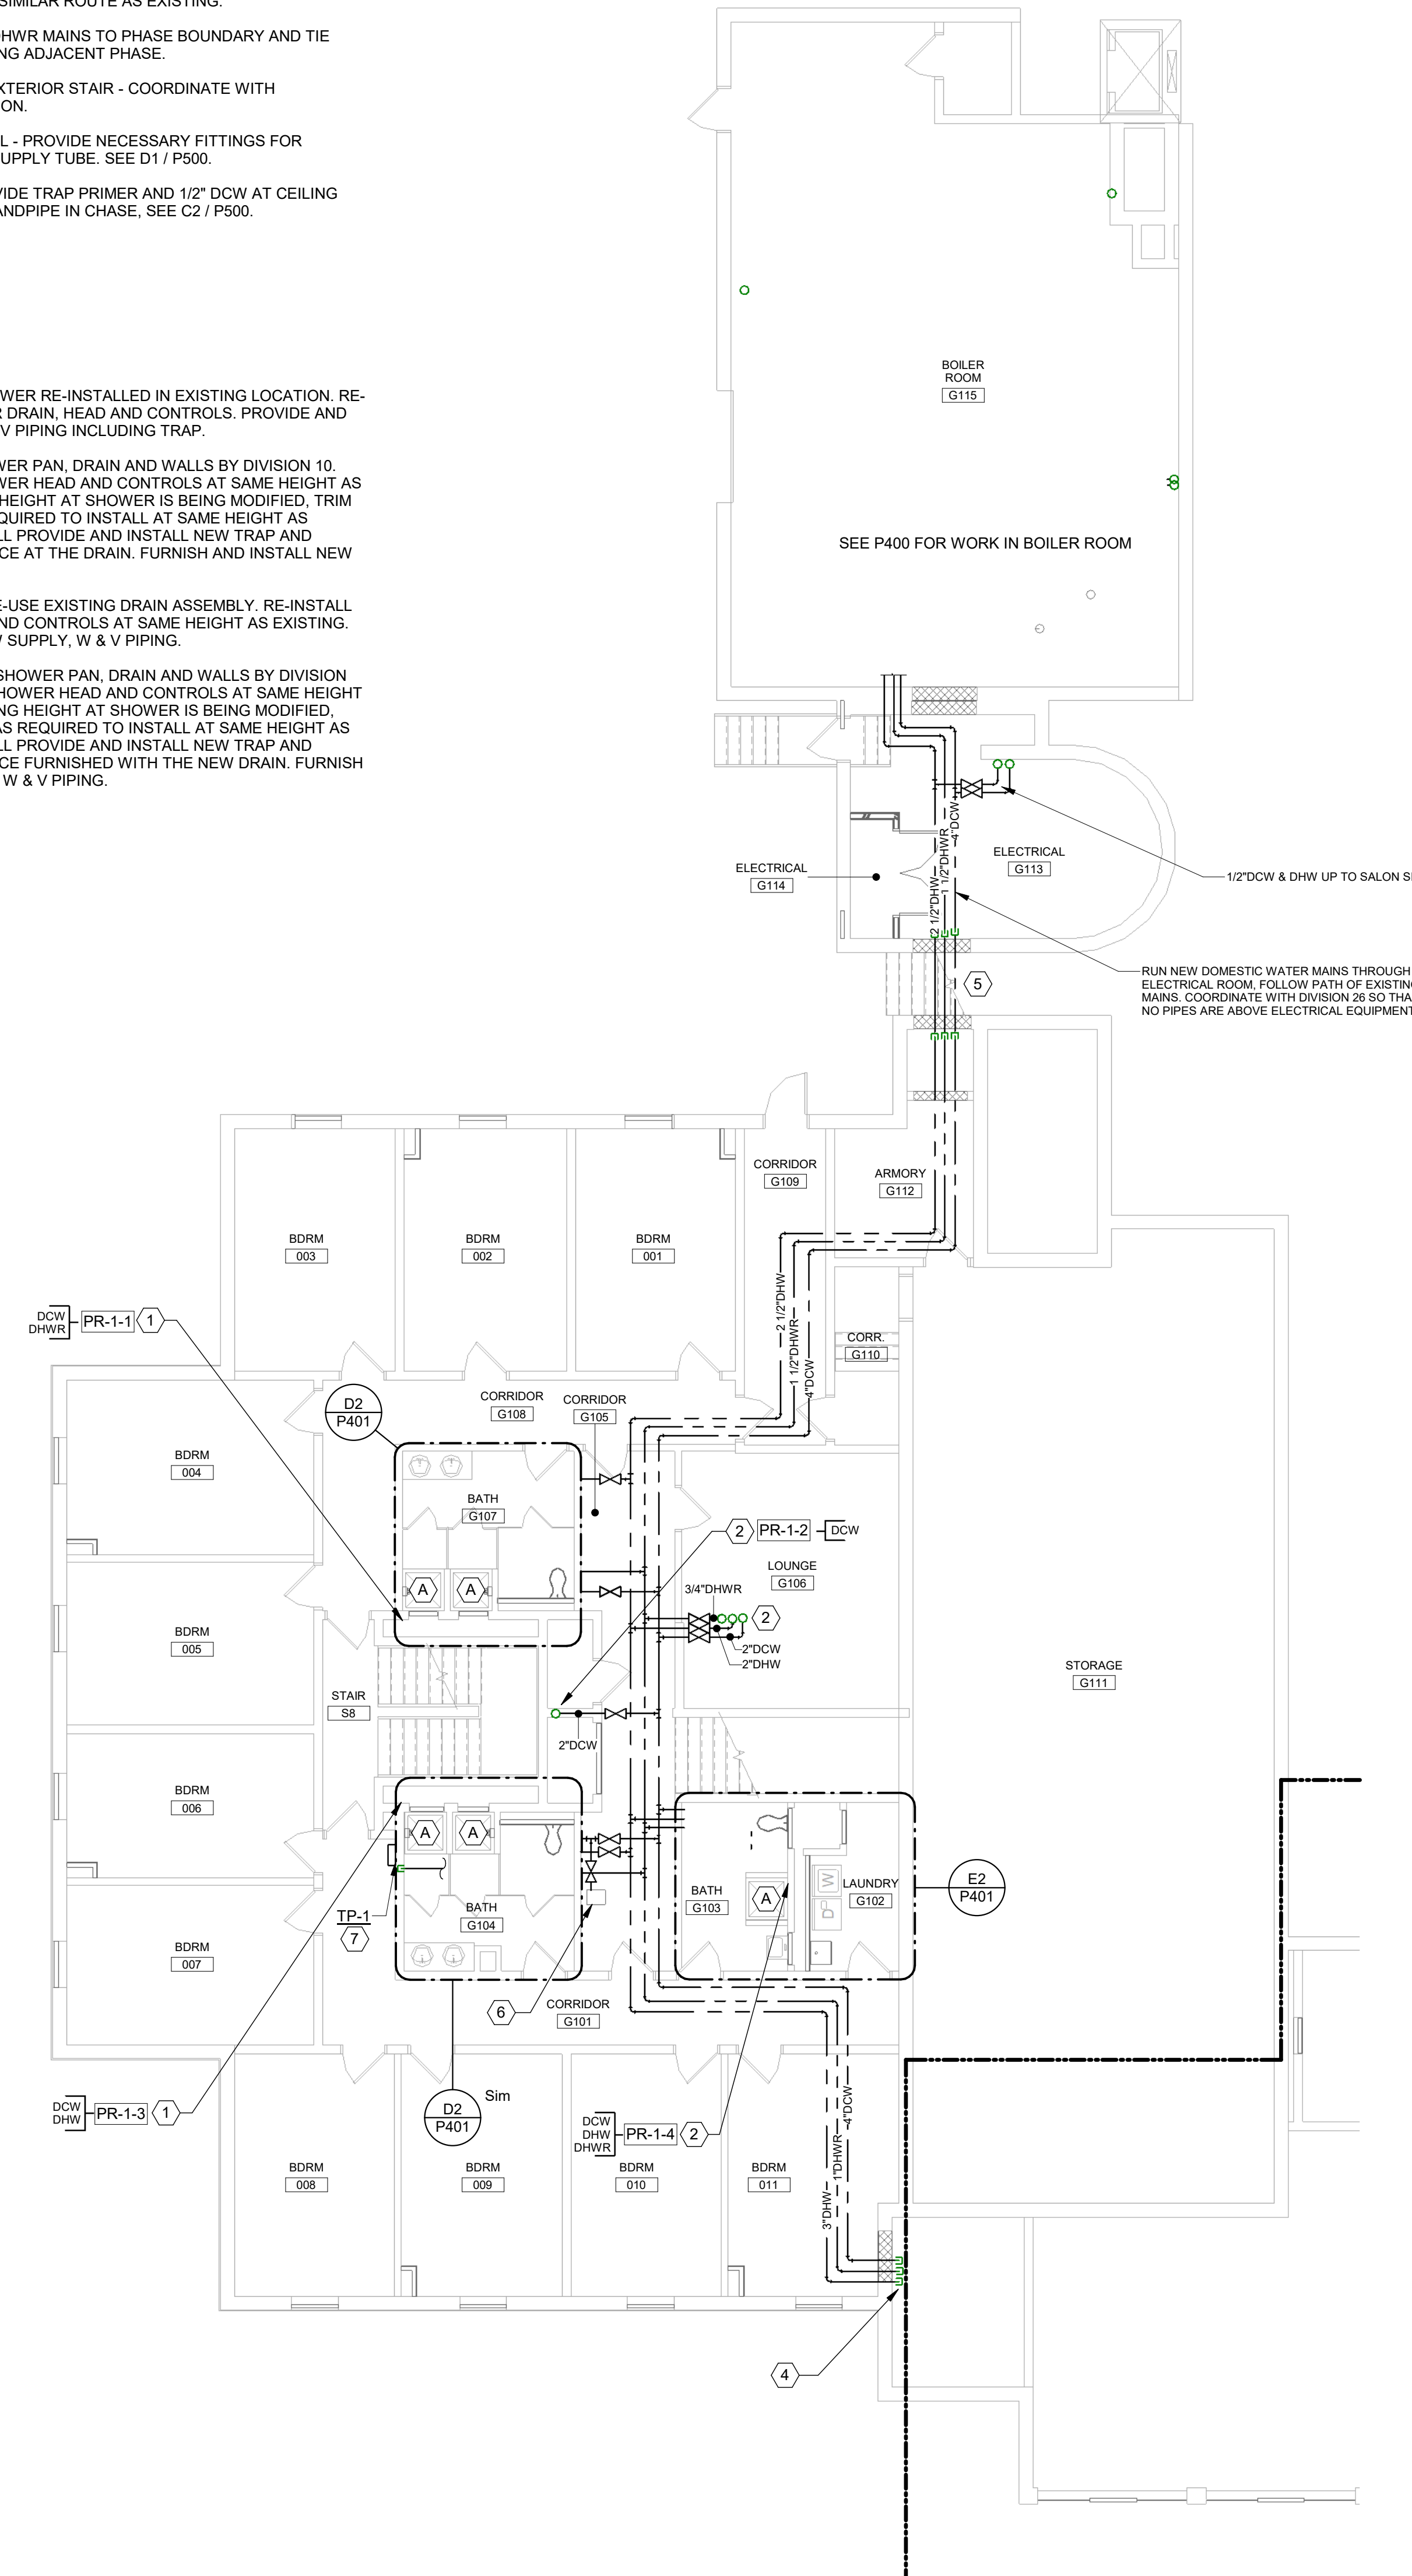 SIMILAR ROUTE AS EXISTING.
DHWR MAINS TO PHASE BOUNDARY AND TIE
NG ADJACENT PHASE.
XTERIOR STAIR - COORDINATE WITH
ON.
L - PROVIDE NECESSARY FITTINGS FOR
UPPLY TUBE. SEE D1 / P500.
VIDE TRAP PRIMER AND 1/2" DCW AT CEILING
ANDPIPE IN CHASE, SEE C2 / P500.
WER RE-INSTALLED IN EXISTING LOCATION. RE-
R DRAIN, HEAD AND CONTROLS. PROVIDE AND
V PIPING INCLUDING TRAP.
WER PAN, DRAIN AND WALLS BY DIVISION 10.
WER HEAD AND CONTROLS AT SAME HEIGHT AS
HEIGHT AT SHOWER IS BEING MODIFIED, TRIM
QUIRED TO INSTALL AT SAME HEIGHT AS
LL PROVIDE AND INSTALL NEW TRAP AND
CE AT THE DRAIN. FURNISH AND INSTALL NEW
E-USE EXISTING DRAIN ASSEMBLY. RE-INSTALL
ND CONTROLS AT SAME HEIGHT AS EXISTING.
W SUPPLY, W & V PIPING.
SHOWER PAN, DRAIN AND WALLS BY DIVISION
HOWER HEAD AND CONTROLS AT SAME HEIGHT
NG HEIGHT AT SHOWER IS BEING MODIFIED,
AS REQUIRED TO INSTALL AT SAME HEIGHT AS
LL PROVIDE AND INSTALL NEW TRAP AND
CE FURNISHED WITH THE NEW DRAIN. FURNISH
W & V PIPING.
BOILER
ROOM
G115
SEE P400 FOR WORK IN BOILER ROOM
4"DCW
1 1/2"DHWR
2 1/2"DHW
ELECTRICAL
G113
ELECTRICAL
G114
1/2"DCW & DHW UP TO SALON
RUN NEW DOMESTIC WATER MAINS THROUGH
ELECTRICAL ROOM, FOLLOW PATH OF EXISTING
MAINS. COORDINATE WITH DIVISION 26 SO THA
NO PIPES ARE ABOVE ELECTRICAL EQUIPMENT
5
CORRIDOR
G109
ARMORY
G112
BDRM
003
BDRM
002
BDRM
001
2 1/2"DHW
1 1/2"DHWR
4"DCW
CORR.
G110
DCW
DHWR
PR-1-1
1
D2
P401
CORRIDOR
G108
CORRIDOR
G105
BDRM
004
BATH
G107
A
A
2
PR-1-2
DCW
LOUNGE
G106
3/4"DHWR
2
2"DCW
2"DHW
BDRM
005
STORAGE
G111
STAIR
S8
2"DCW
BDRM
006
A
A
BATH
G104
BATH
G103
A
W
D
LAUNDRY
G102
E2
P401
TP-1
7
BDRM
007
6
CORRIDOR
G101
DCW
DHW
PR-1-3
1
D2
P401
Sim
DCW
DHW
DHWR
PR-1-4
2
4"DCW
1"DHWR
3"DHW
BDRM
008
BDRM
009
BDRM
010
BDRM
011
4